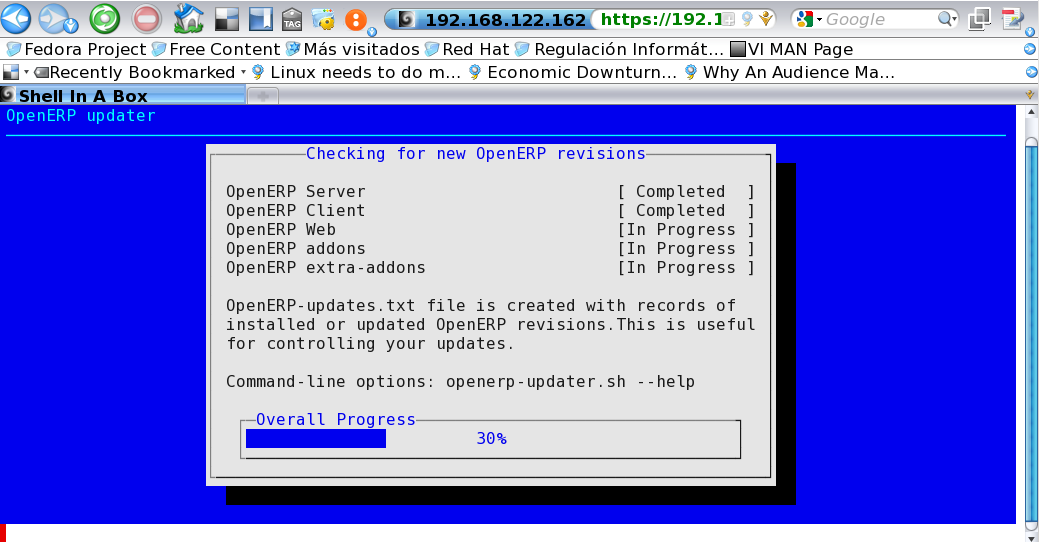 TAG
192.168.122.162
https://192.1
Google
Fedora Project
Free Content
Más visitados
Red Hat
Regulación Informát...
VI MAN Page
Recently Bookmarked
Linux needs to do m...
Economic Downturn...
Why An Audience Ma...
Shell In A Box
OpenERP updater
Checking for new OpenERP revisions
OpenERP Server [ Completed ]
OpenERP Client [ Completed ]
OpenERP Web [In Progress ]
OpenERP addons [In Progress ]
OpenERP extra-addons [In Progress ]
OpenERP-updates.txt file is created with records of
installed or updated OpenERP revisions.This is useful
for controlling your updates.
Command-line options: openerp-updater.sh --help
Overall Progress
30%